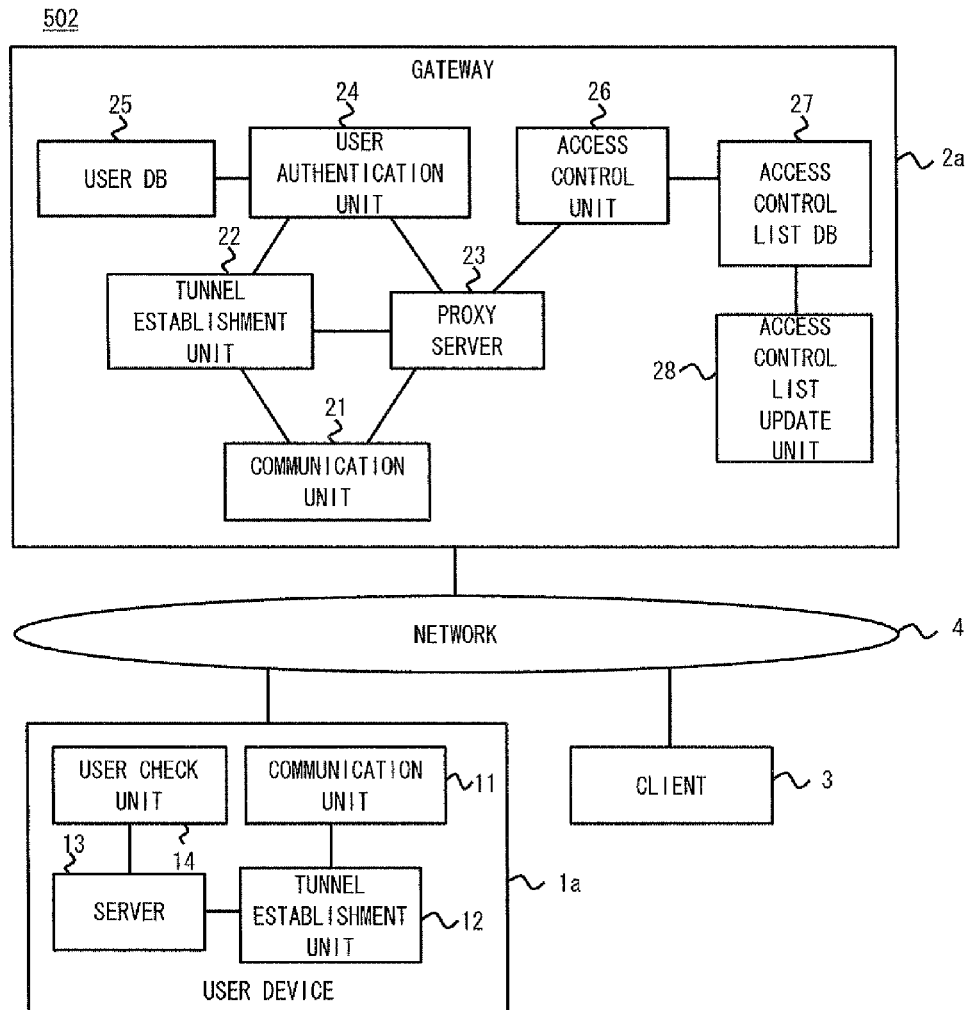 502
GATEWAY
25
24
26
27
USER DB
USER
AUTHENTICATION
UNIT
ACCESS
CONTROL
UNIT
ACCESS
CONTROL
LIST DB
2a
22
TUNNEL
ESTABLISHMENT
UNIT
23
PROXY
SERVER
28
ACCESS
CONTROL
LIST
UPDATE
UNIT
21
COMMUNICATION
UNIT
NETWORK
4
USER CHECK
UNIT
COMMUNICATION
UNIT
11
CLIENT
3
13
14
SERVER
TUNNEL
ESTABLISHMENT
UNIT
12
1a
USER DEVICE